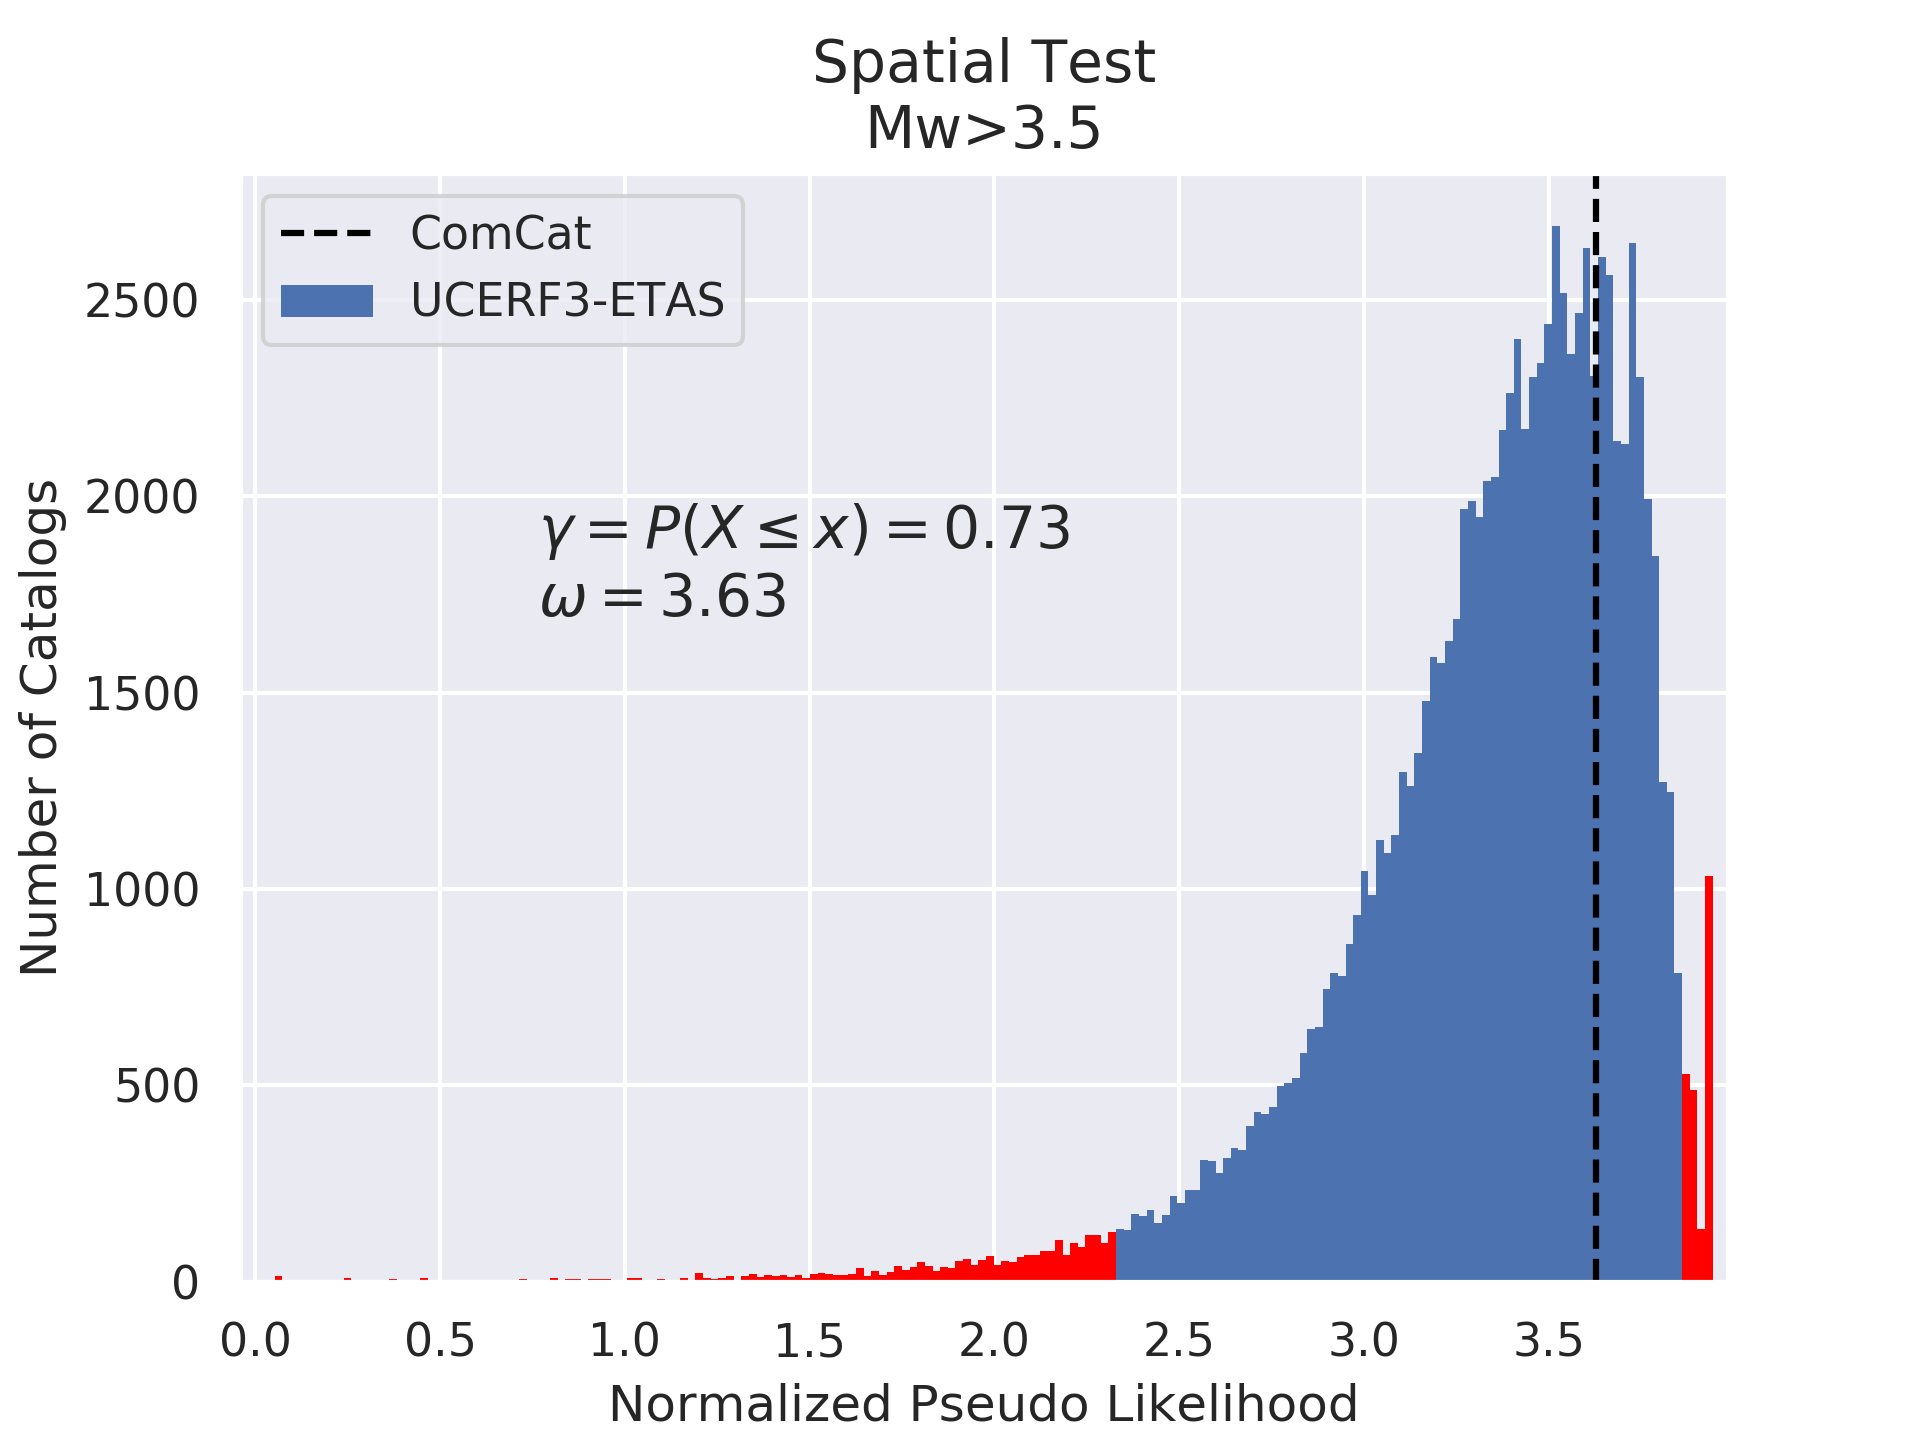 Spatial Test
Mw>3.5
ComCat
UCERF3-ETAS
γ = P(X ≤ x) = 0.73
ω = 3.63
Number of Catalogs
2500
2000
1500
1000
500
0
0.0 0.5 1.0 1.5 2.0 2.5 3.0 3.5
Normalized Pseudo Likelihood